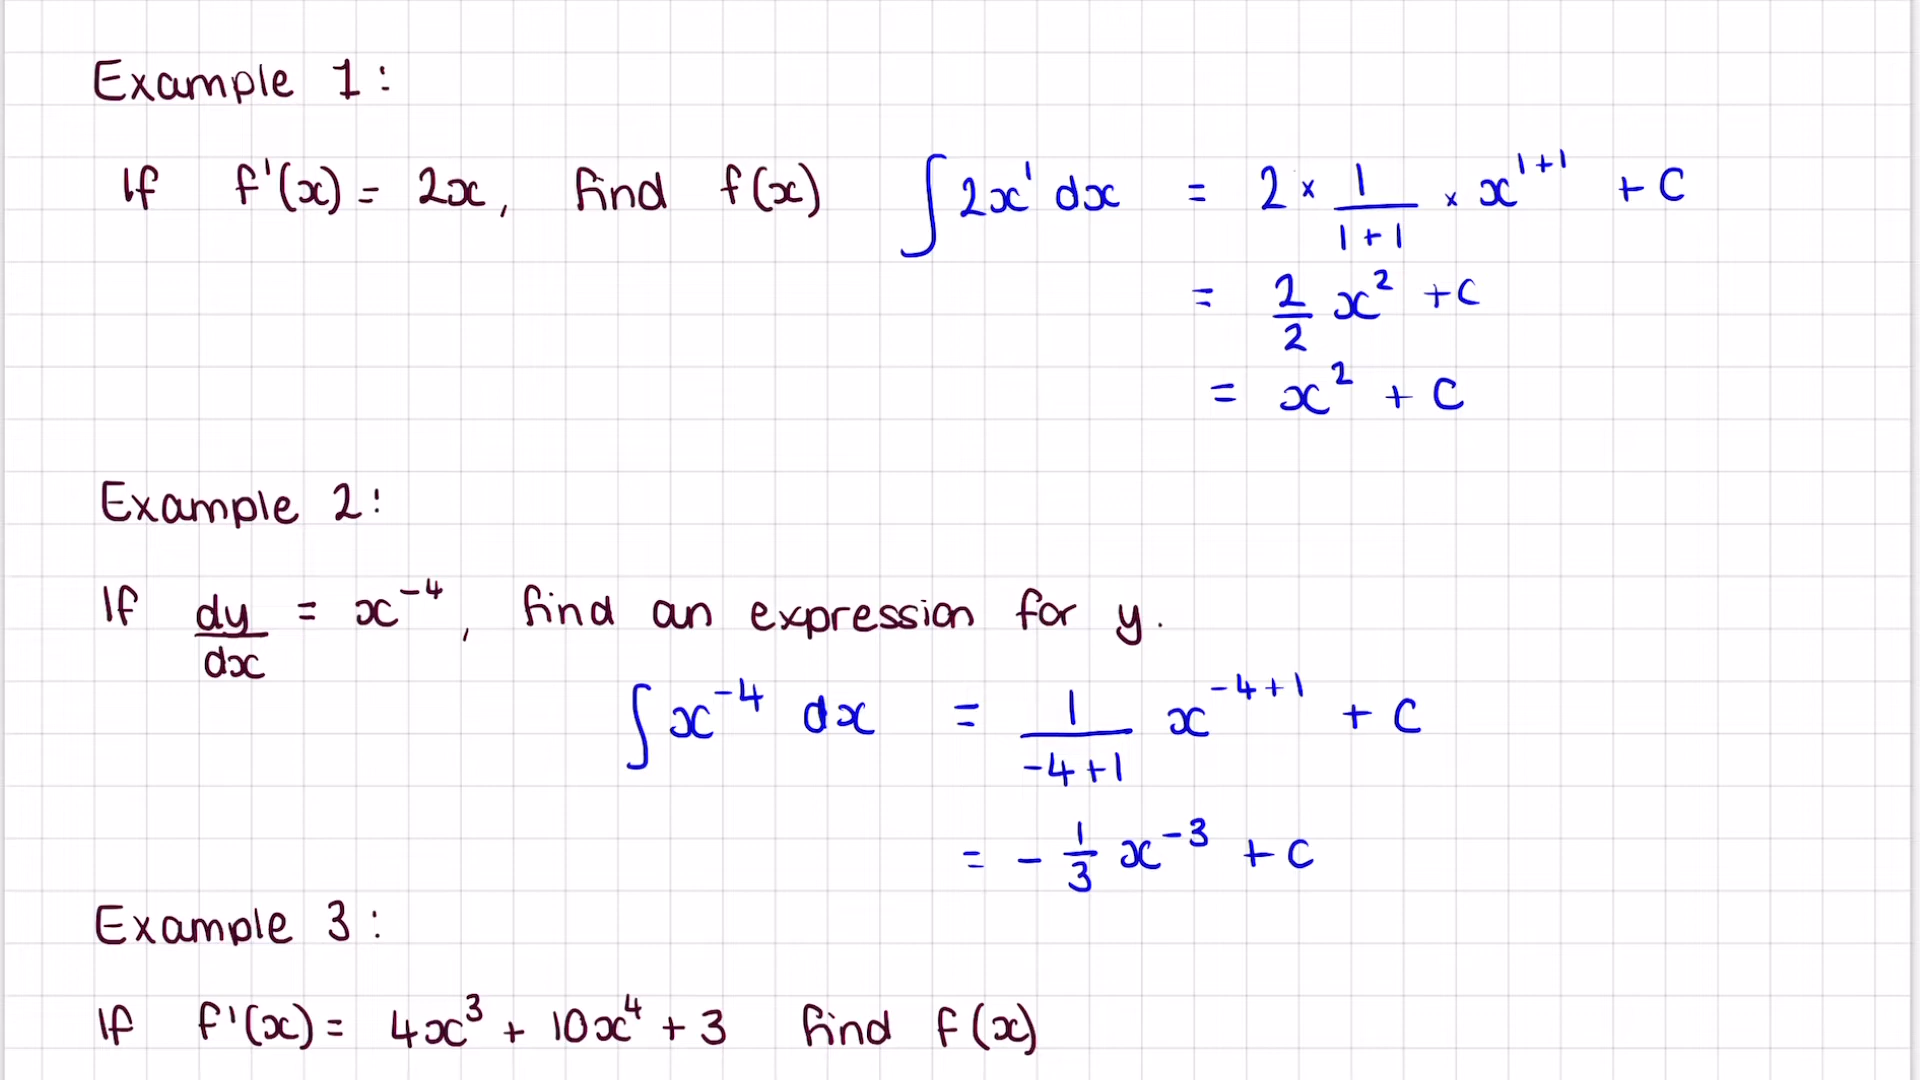 Example 1:
If f'(x) = 2x, find f(x) ∫ 2x¹ dx = 2 × 1/(1+1) × x¹⁺¹ + C
= 2/2 x² + C
= x² + C
Example 2:
If dy/dx = x⁻⁴, find an expression for y.
∫ x⁻⁴ dx = 1/(-4+1) x⁻⁴⁺¹ + C
= - 1/3 x⁻³ + C
Example 3:
If f'(x) = 4x³ + 10x⁴ + 3 find f(x)